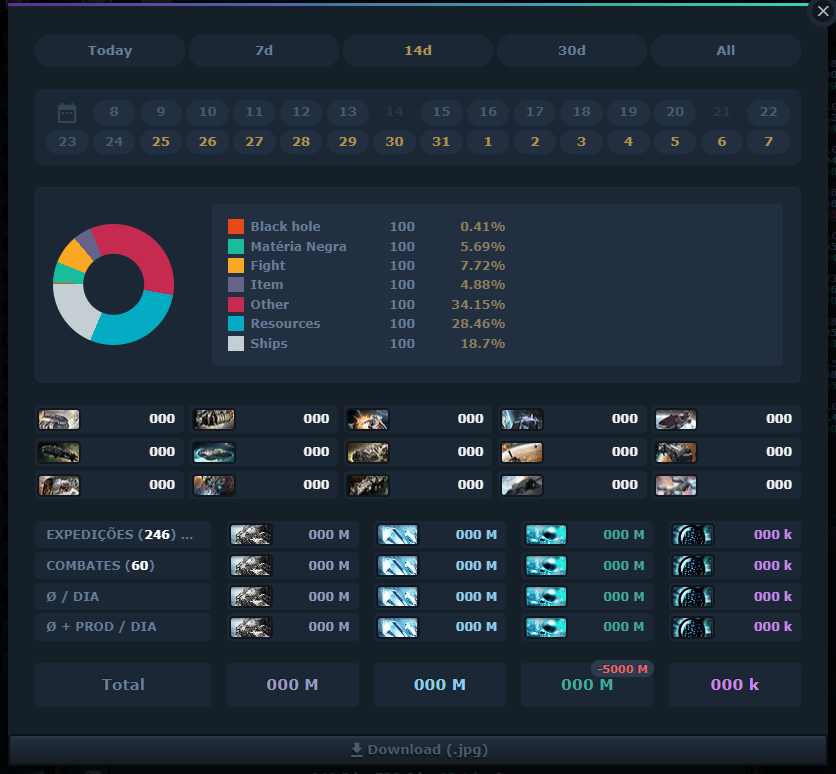 Today 7d 14d 30d All
8 9 10 11 12 13 14 15 16 17 18 19 20 21 22
23 24 25 26 27 28 29 30 31 1 2 3 4 5 6 7
Black hole 100 0.41%
Matéria Negra 100 5.69%
Fight 100 7.72%
Item 100 4.88%
Other 100 34.15%
Resources 100 28.46%
Ships 100 18.7%
000 000 000 000 000
000 000 000 000 000
000 000 000 000 000
EXPEDIÇÕES (246) ... 000 M 000 M 000 M 000 k
COMBATES (60) 000 M 000 M 000 M 000 k
Ø / DIA 000 M 000 M 000 M 000 k
Ø + PROD / DIA 000 M 000 M 000 M 000 k
-5000 M
Total 000 M 000 M 000 M 000 k
Download (.jpg)